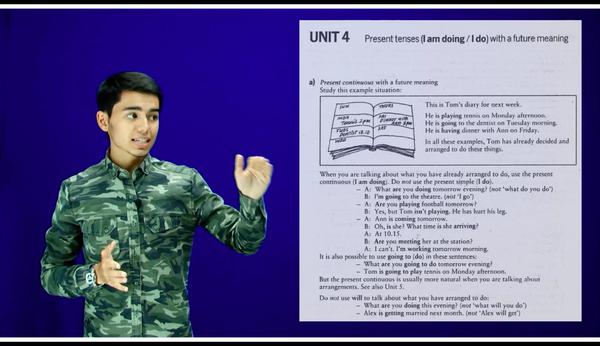 UNIT 4 Present tenses (I am doing / I do) with a future meaning
a) Present continuous with a future meaning
Study this example situation:
SUN
MON
TENNIS 2 PM
TUES
DENTIST 10.10
WED
THURS
FRI
DINNER WITH
ANN 8PM
SAT
This is Tom's diary for next week.
He is playing tennis on Monday afternoon.
He is going to the dentist on Tuesday morning.
He is having dinner with Ann on Friday.
In all these examples, Tom has already decided and
arranged to do these things.
When you are talking about what you have already arranged to do, use the present
continuous (I am doing). Do not use the present simple (I do).
– A: What are you doing tomorrow evening? (not 'what do you do')
B: I'm going to the theatre. (not 'I go')
– A: Are you playing football tomorrow?
B: Yes, but Tom isn't playing. He has hurt his leg.
– A: Ann is coming tomorrow.
B: Oh, is she? What time is she arriving?
A: At 10.15.
B: Are you meeting her at the station?
A: I can't. I'm working tomorrow morning.
It is also possible to use going to (do) in these sentences:
– What are you going to do tomorrow evening?
– Tom is going to play tennis on Monday afternoon.
But the present continuous is usually more natural when you are talking about
arrangements. See also Unit 5.
Do not use will to talk about what you have arranged to do:
– What are you doing this evening? (not 'what will you do')
– Alex is getting married next month. (not 'Alex will get')